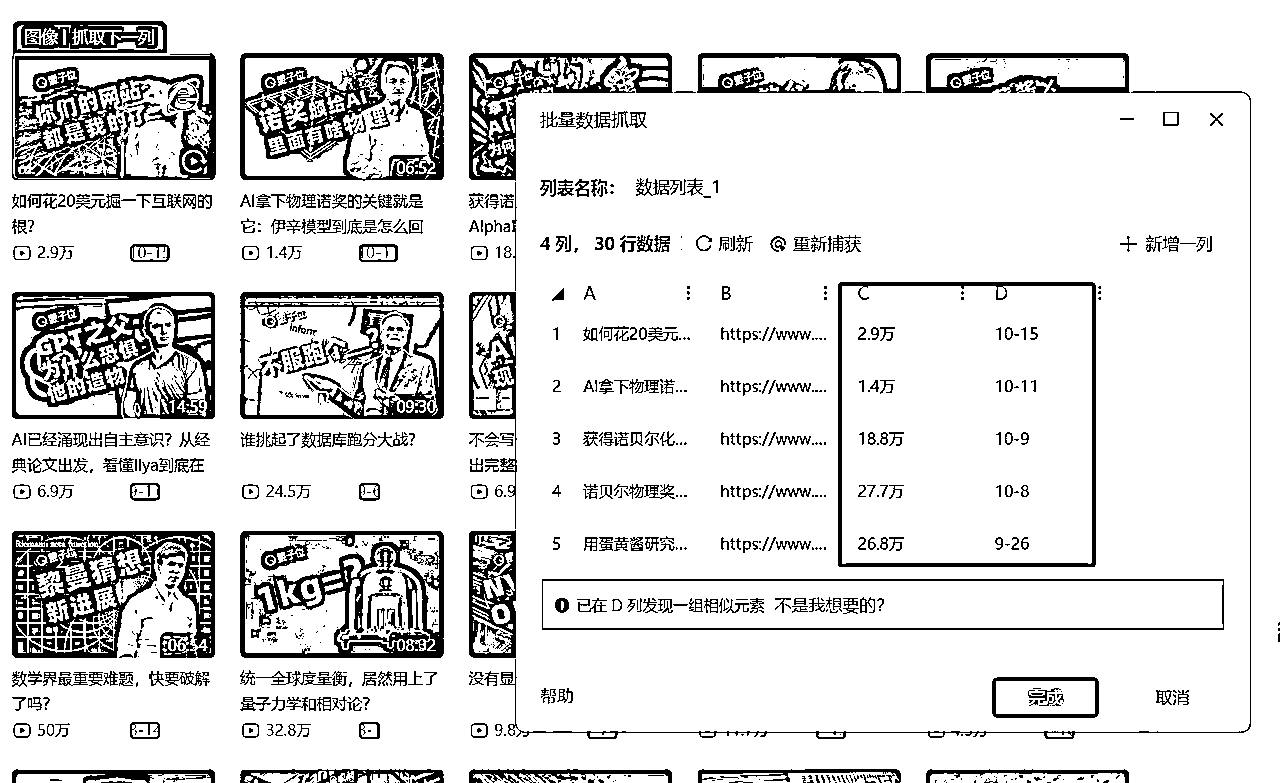 图像 | 抓取下一列
量子位
你们的网站
都是我的了
如何花20美元掘一下互联网的
根?
2.9万
量子位
诺奖颁给AI
里面有啥物理?
06:52
AI拿下物理诺奖的关键就是
它：伊辛模型到底是怎么回
1.4万
量子位
获得诺
Alpha
18.
量子位
量子位
量子位
GPT之父
为什么恐惧
他的造物
14:59
AI已经涌现出自主意识？从经
典论文出发，看懂Ilya到底在
6.9万
量子位
不服跑个
09:30
谁挑起了数据库跑分大战?
24.5万
不会写
出完整
6.9
量子位
黎曼猜想
新进展
06:34
数学界最重要难题，快要破解
了吗?
50万
量子位
1kg=?
08:32
统一全球度量衡，居然用上了
量子力学和相对论?
32.8万
没有显
9.8万
批量数据抓取
列表名称： 数据列表_1
4 列， 30 行数据 刷新 重新捕获 新增一列
A B C D
1 如何花20美元... https://www.... 2.9万 10-15
2 AI拿下物理诺... https://www.... 1.4万 10-11
3 获得诺贝尔化... https://www.... 18.8万 10-9
4 诺贝尔物理奖... https://www.... 27.7万 10-8
5 用蛋黄酱研究... https://www.... 26.8万 9-26
已在 D 列发现一组相似元素 不是我想要的?
帮助 完成 取消